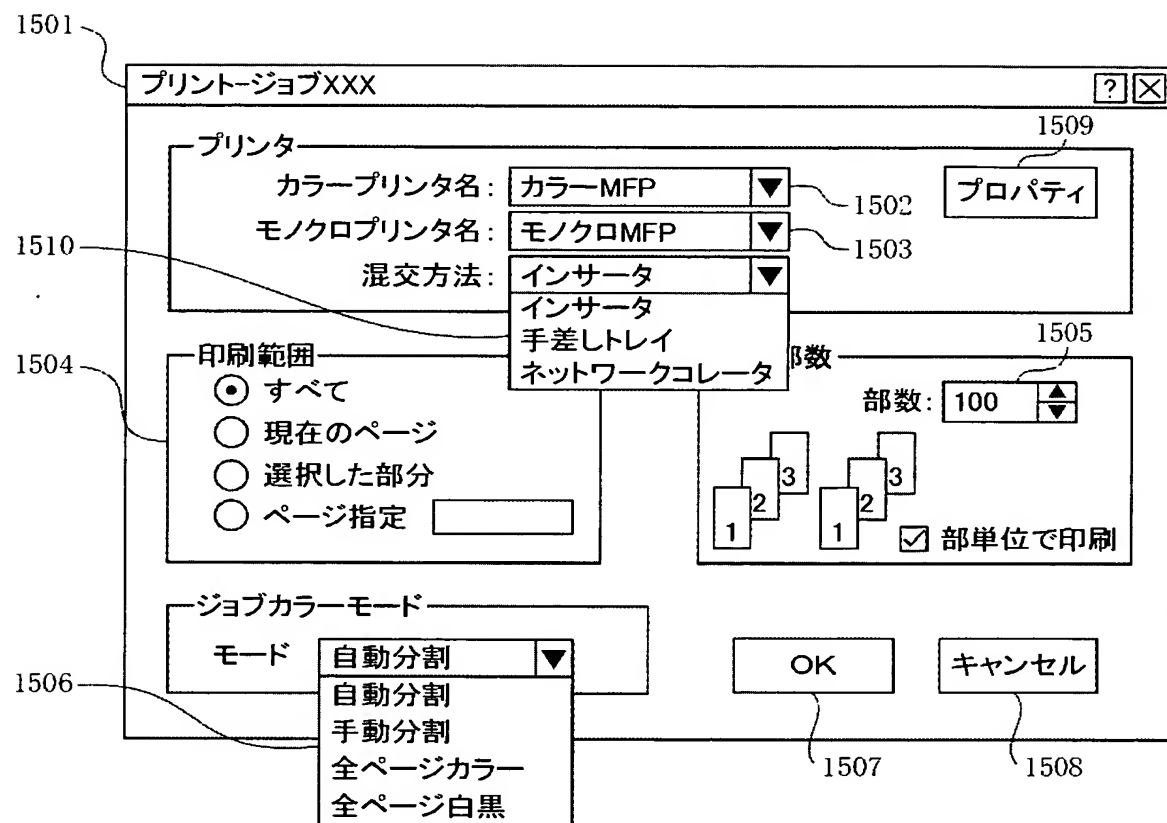 1501
プリント-ジョブXXX ? ×
プリンタ
1509
カラープリンタ名: カラーMFP ▼ 1502 プロパティ
モノクロプリンタ名: モノクロMFP ▼ 1503
1510
混交方法: インサータ ▼
インサータ
手差しトレイ
ネットワークコレータ
1504
印刷範囲
すべて
現在のページ
選択した部分
ページ指定
部数
1505
部数: 100
1 2 3 1 2 3
部単位で印刷
ジョブカラーモード
モード 自動分割 ▼
1506
自動分割
手動分割
全ページカラー
全ページ白黒
OK キャンセル
1507 1508